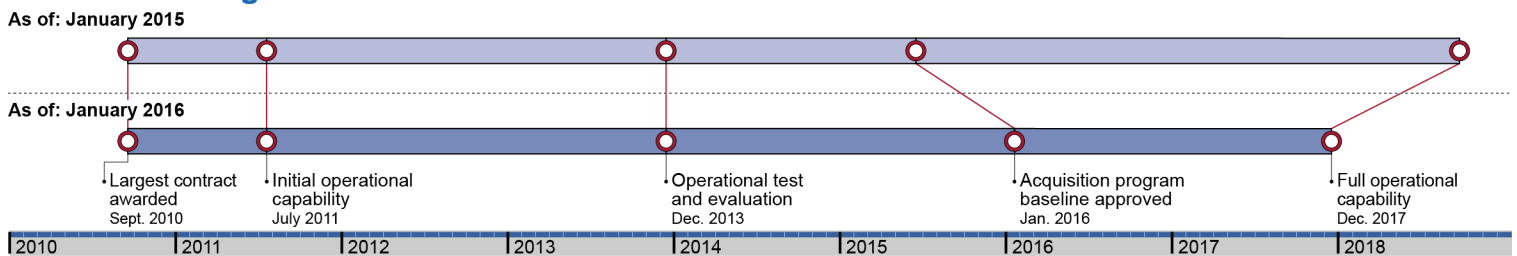 As of: January 2015
As of: January 2016
Largest contract
awarded
Sept. 2010
Initial operational
capability
July 2011
Operational test
and evaluation
Dec. 2013
Acquisition program
baseline approved
Jan. 2016
Full operational
capability
Dec. 2017
2010 2011 2012 2013 2014 2015 2016 2017 2018